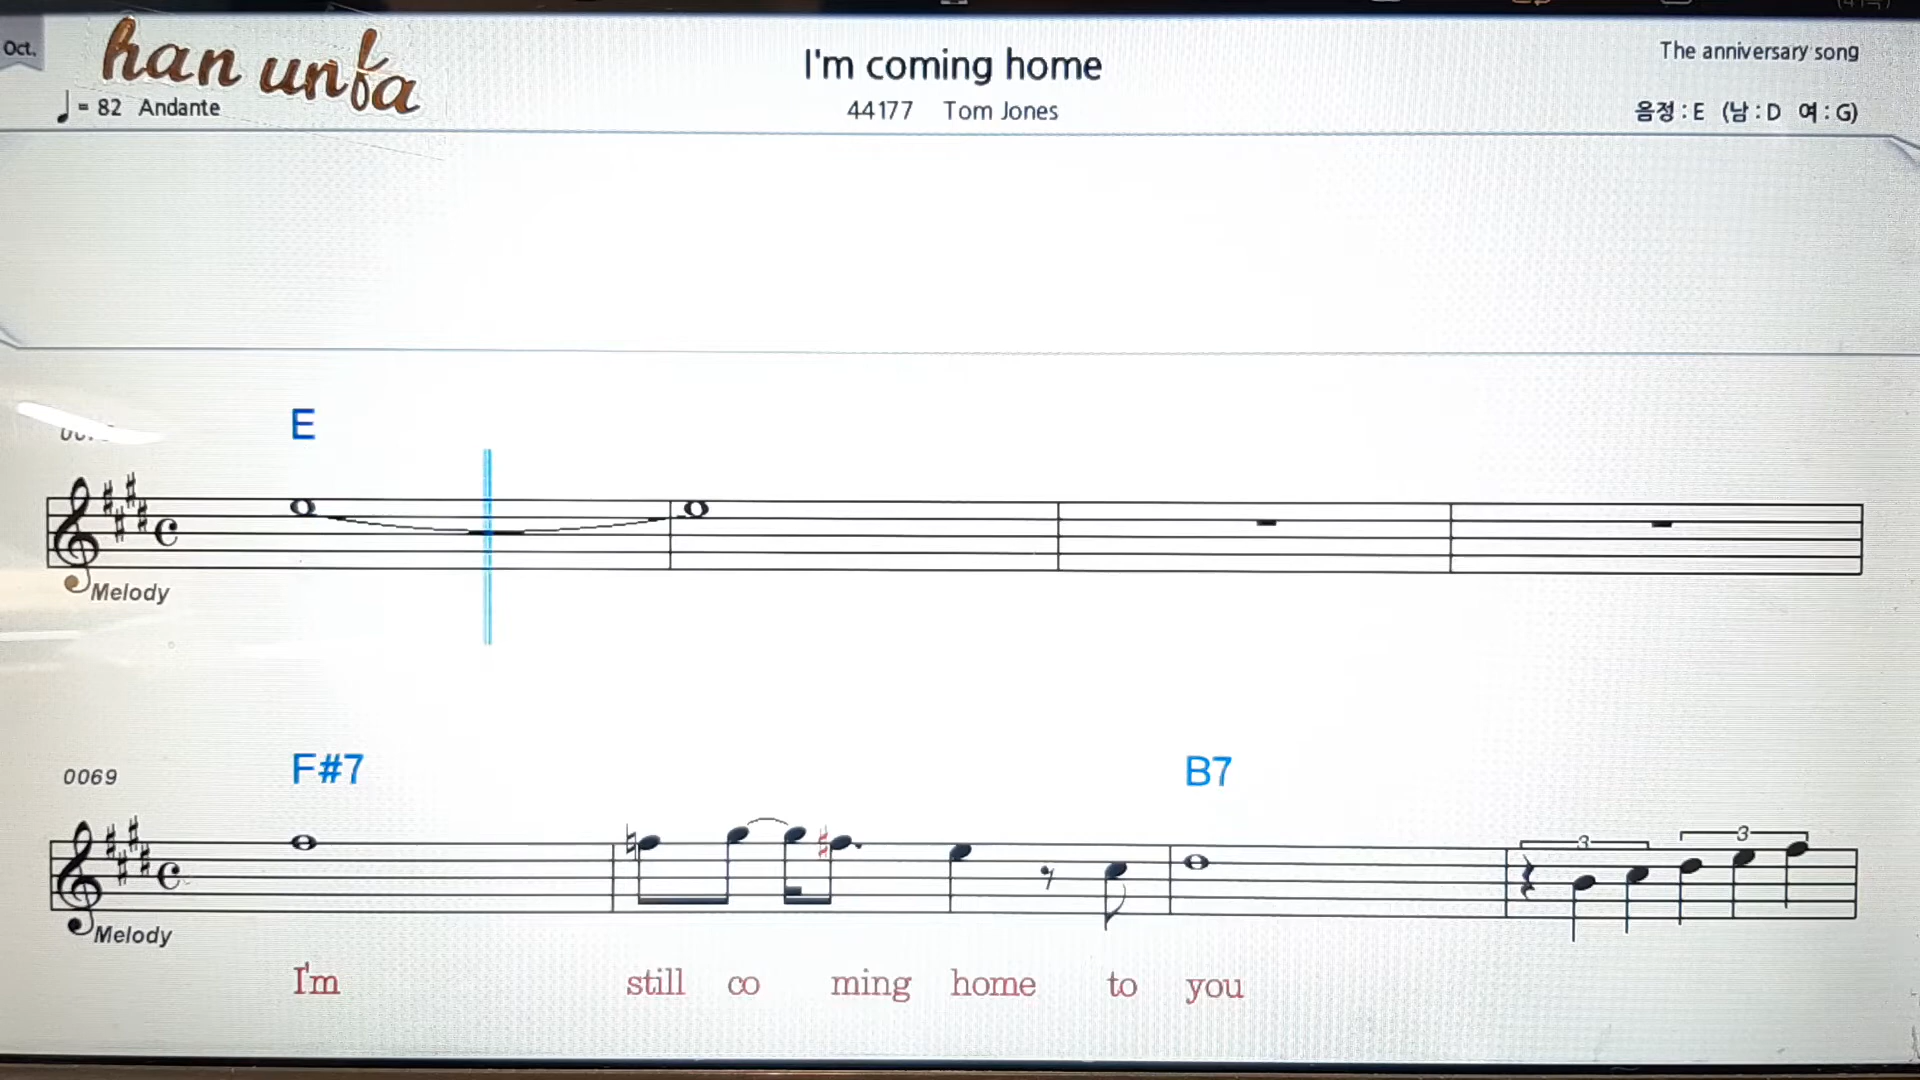 Oct.
han unfa
I'm coming home
The anniversary song
= 82 Andante
44177 Tom Jones
음정 : E (남 : D 여 : G)
E
Melody
0069
F#7
B7
3
3
Melody
I'm still co ming home to you